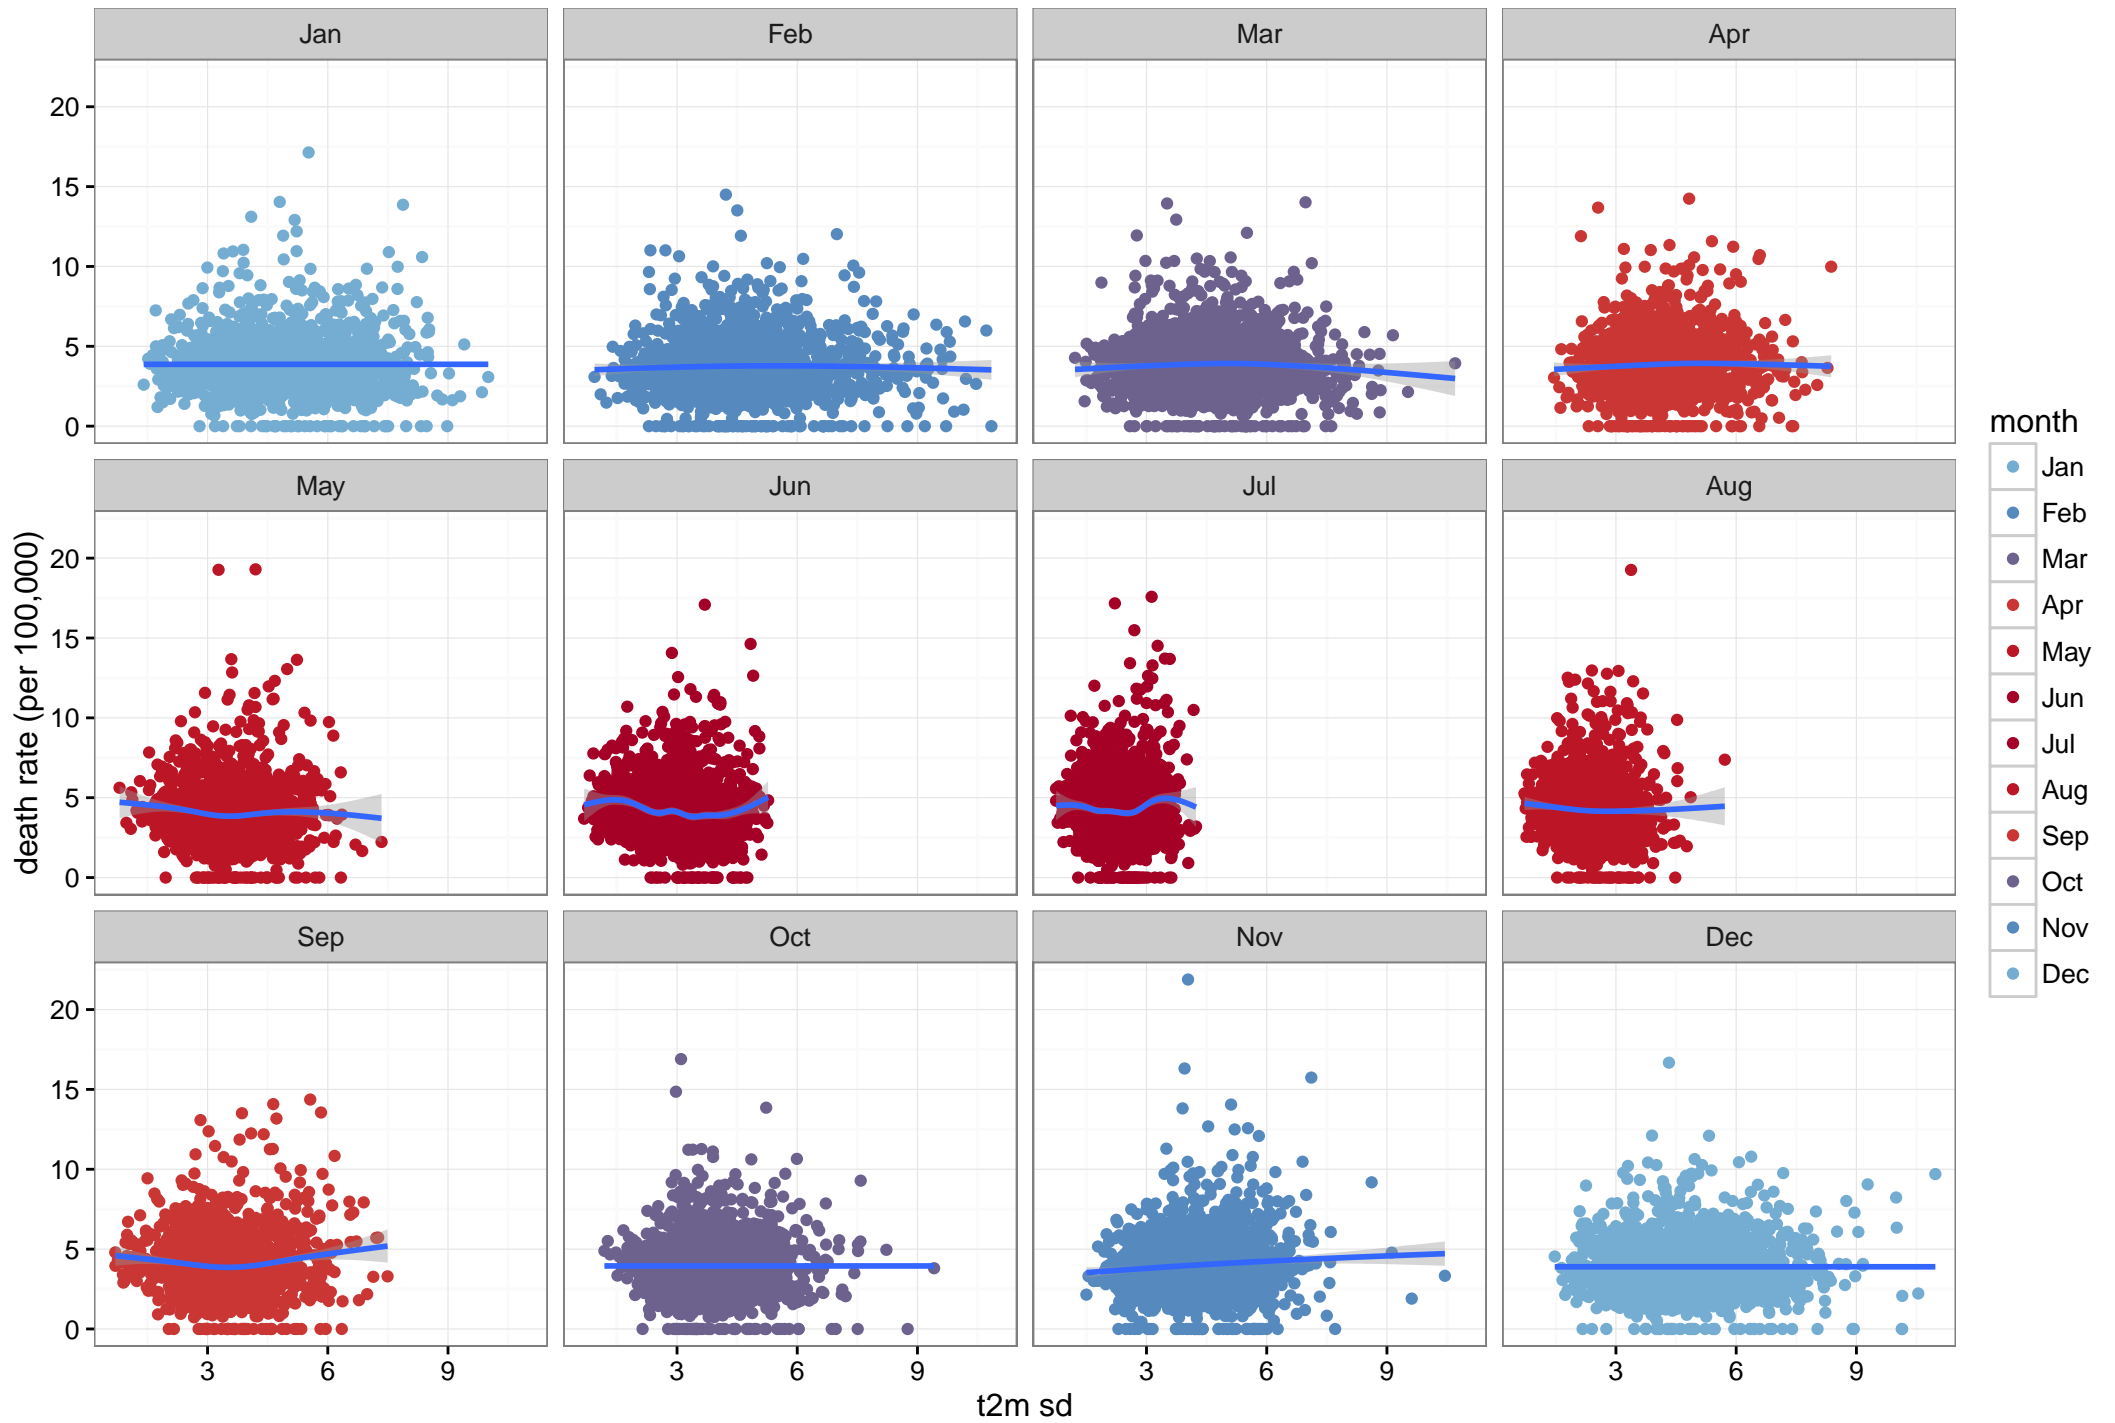 Jan Feb Mar Apr
20
15
10
5
0
May Jun Jul Aug
20
15
10
5
0
Sep Oct Nov Dec
20
15
10
5
0
3 6 9 3 6 9 3 6 9 3 6 9
t2m sd
death rate (per 100,000)
month
Jan
Feb
Mar
Apr
May
Jun
Jul
Aug
Sep
Oct
Nov
Dec